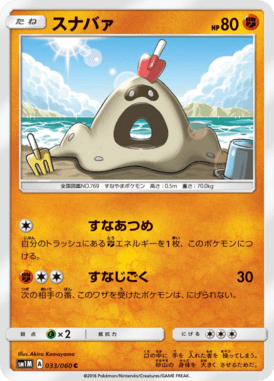 たね スナバァ HP80
全国図鑑NO.769 すなやまポケモン 高さ:0.5m 重さ:70.0kg
すなあつめ
自分のトラッシュにあるエネルギーを1枚、このポケモンにつける。
すなじごく 30
次の相手の番、このワザを受けたポケモンは、にげられない。
弱点 ×2 抵抗力 にげる
illus. Akira Komayama
sm1M A 033/060 C
©2016 Pokémon/Nintendo/Creatures/GAME FREAK.